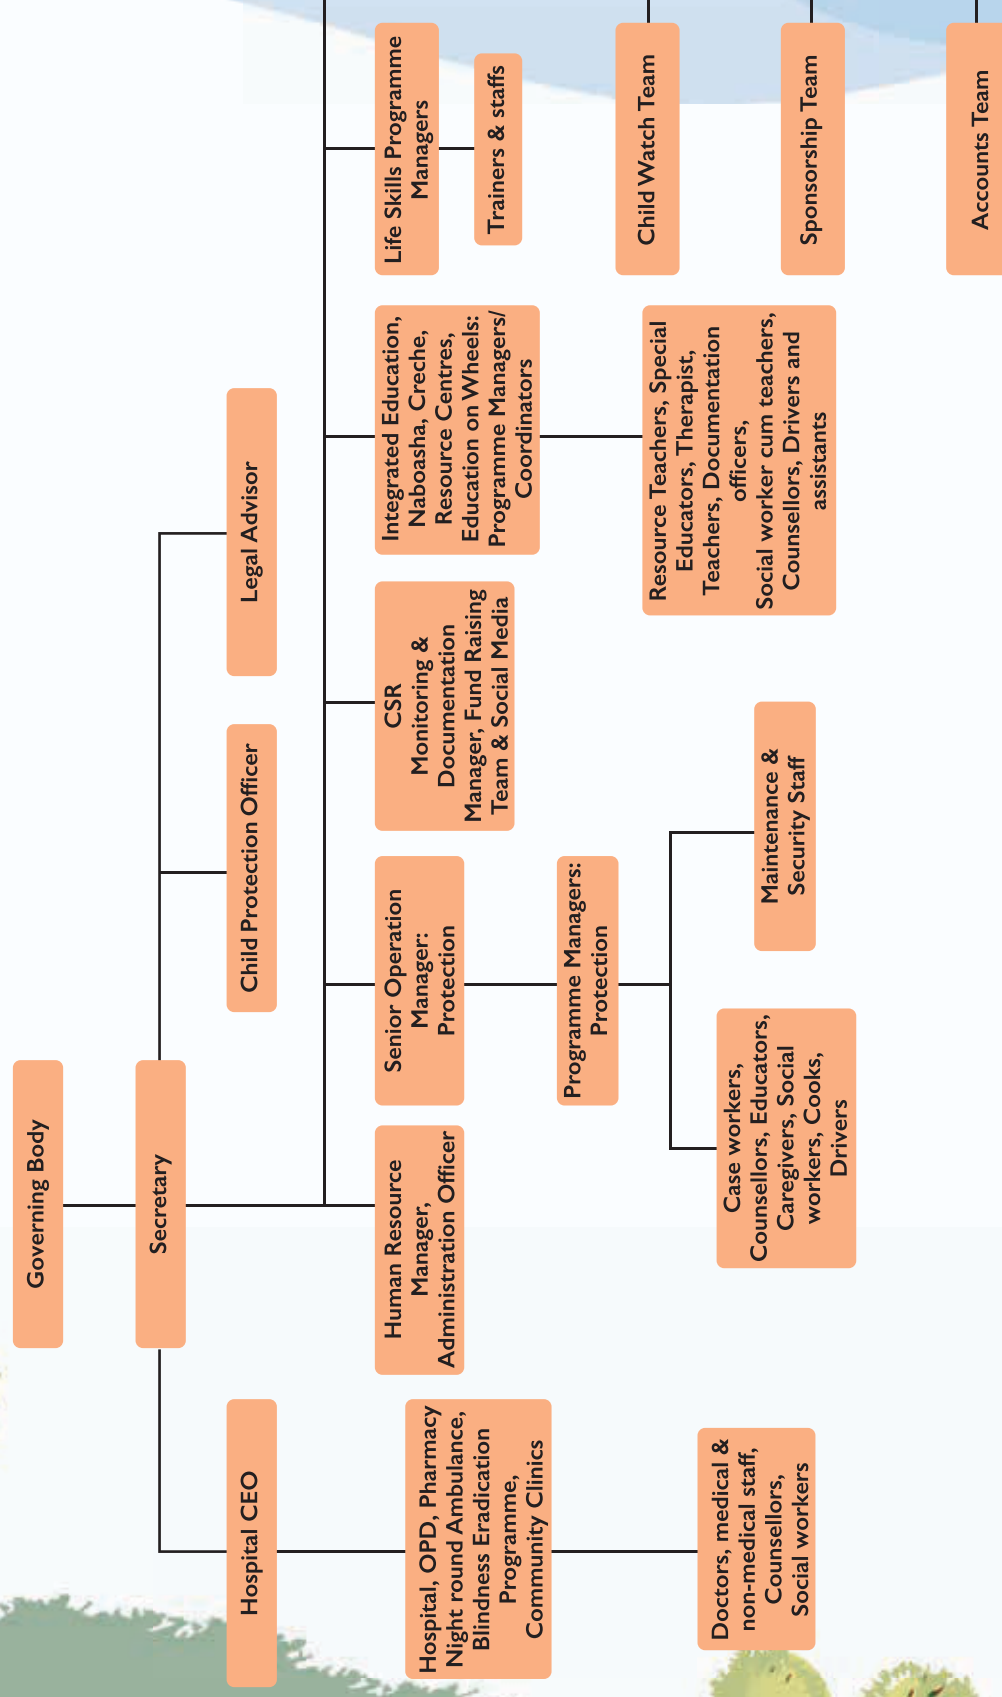 Governing Body
Secretary
Hospital CEO
Child Protection Officer
Legal Advisor
Hospital, OPD, Pharmacy
Night round Ambulance,
Blindness Eradication
Programme,
Community Clinics
Doctors, medical &
non-medical staff,
Counsellors,
Social workers
Human Resource
Manager,
Administration Officer
Senior Operation
Manager:
Protection
Programme Managers:
Protection
Case workers,
Counsellors, Educators,
Caregivers, Social
workers, Cooks,
Drivers
Maintenance &
Security Staff
CSR
Monitoring &
Documentation
Manager, Fund Raising
Team & Social Media
Integrated Education,
Naboasha, Creche,
Resource Centres,
Education on Wheels:
Programme Managers/
Coordinators
Resource Teachers, Special
Educators, Therapist,
Teachers, Documentation
officers,
Social worker cum teachers,
Counsellors, Drivers and
assistants
Life Skills Programme
Managers
Trainers & staffs
Child Watch Team
Sponsorship Team
Accounts Team